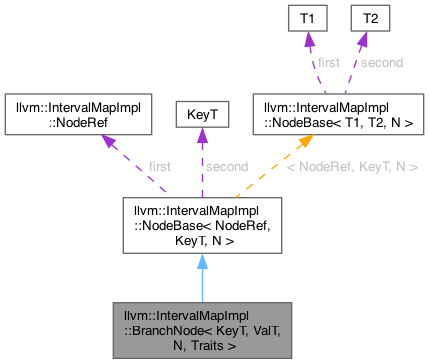 T1
T2
first
second
llvm::IntervalMapImpl
::NodeRef
KeyT
llvm::IntervalMapImpl
::NodeBase< T1, T2, N >
first
second
< NodeRef, KeyT, N >
llvm::IntervalMapImpl
::NodeBase< NodeRef,
KeyT, N >
llvm::IntervalMapImpl
::BranchNode< KeyT, ValT,
N, Traits >